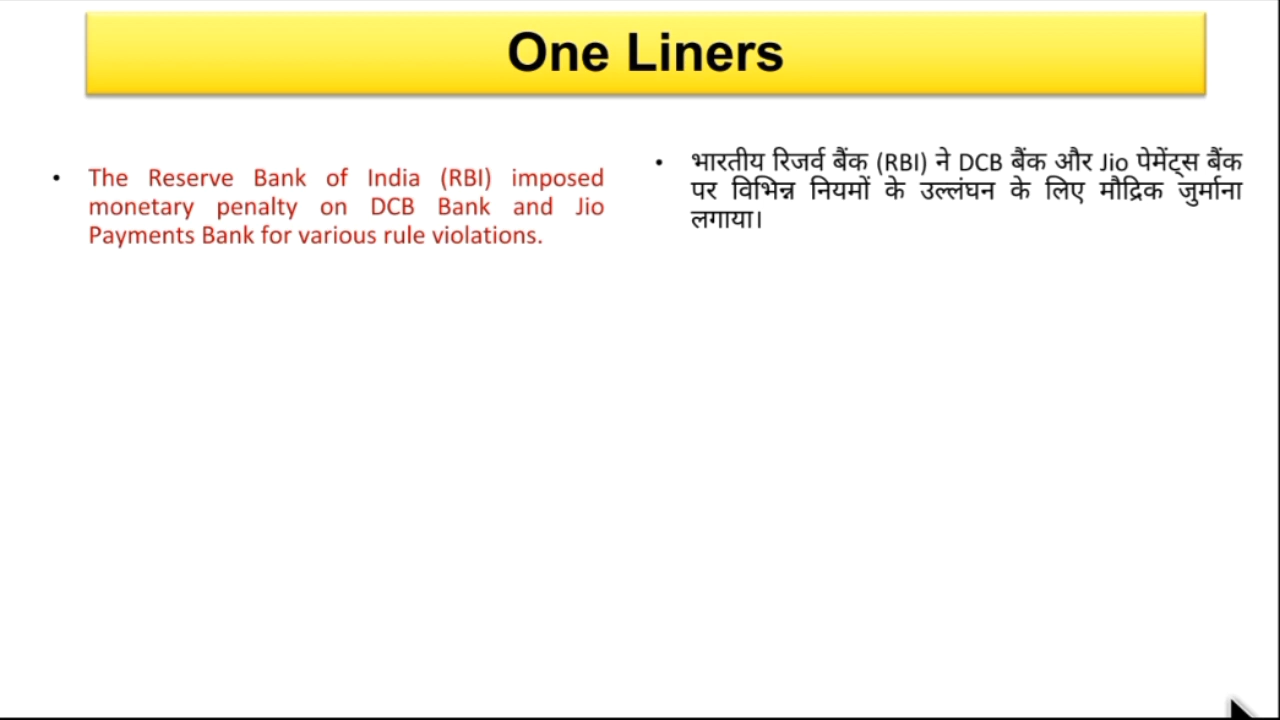 One Liners
• The Reserve Bank of India (RBI) imposed
monetary penalty on DCB Bank and Jio
Payments Bank for various rule violations.
• भारतीय रिजर्व बैंक (RBI) ने DCB बैंक और Jio पेमेंट्स बैंक
पर विभिन्न नियमों के उल्लंघन के लिए मौद्रिक जुर्माना
लगाया।